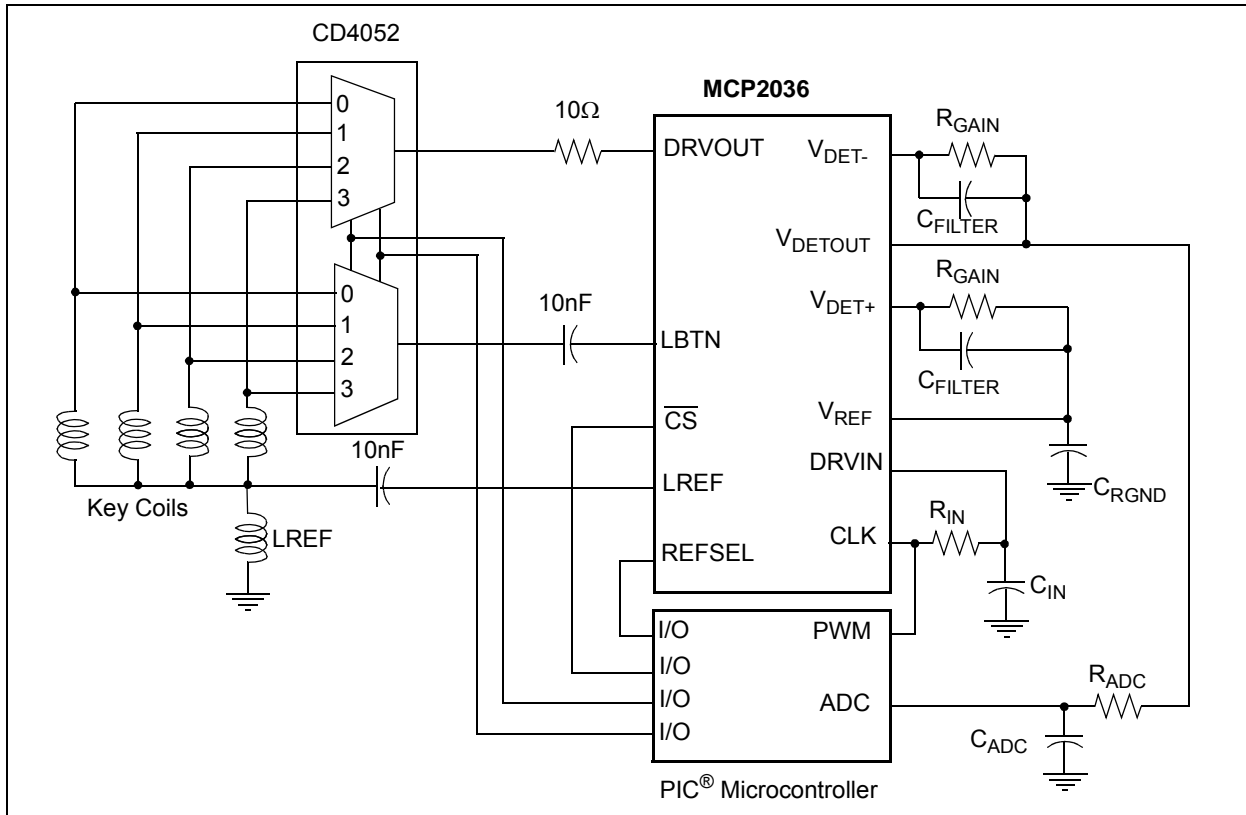 CD4052
MCP2036
10Ω
0
1
2
3
0
1
2
3
DRVOUT
10nF
LBTN
CS
10nF
LREF
REFSEL
Key Coils
LREF
VDET-
RGAIN
CFILTER
VDETOUT
RGAIN
VDET+
CFILTER
VREF
DRVIN
CRGND
CLK
RIN
CIN
I/O
I/O
I/O
I/O
PWM
ADC
RADC
CADC
PIC® Microcontroller